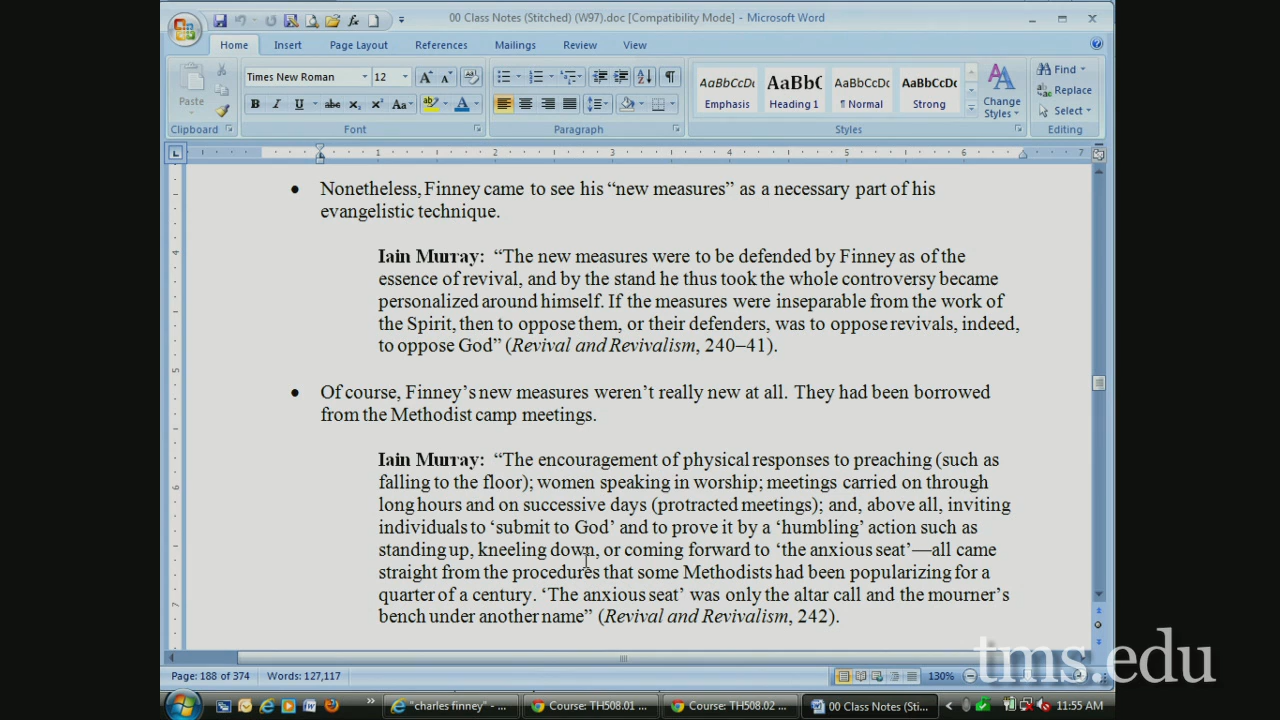 00 Class Notes (Stitched) (W97).doc [Compatibility Mode] - Microsoft Word
Home Insert Page Layout References Mailings Review View
Times New Roman 12
Paste
AaBbCcDc AaBb( AaBbCcDc AaBbCcDc
Emphasis Heading 1 ¶ Normal Strong
Change Styles
Find
Replace
Select
Clipboard Font Paragraph Styles Editing
1 2 3 4 5 6 7
• Nonetheless, Finney came to see his “new measures” as a necessary part of his
evangelistic technique.
Iain Murray: “The new measures were to be defended by Finney as of the
essence of revival, and by the stand he thus took the whole controversy became
personalized around himself. If the measures were inseparable from the work of
the Spirit, then to oppose them, or their defenders, was to oppose revivals, indeed,
to oppose God” (Revival and Revivalism, 240–41).
• Of course, Finney’s new measures weren’t really new at all. They had been borrowed
from the Methodist camp meetings.
Iain Murray: “The encouragement of physical responses to preaching (such as
falling to the floor); women speaking in worship; meetings carried on through
long hours and on successive days (protracted meetings); and, above all, inviting
individuals to ‘submit to God’ and to prove it by a ‘humbling’ action such as
standing up, kneeling down, or coming forward to ‘the anxious seat’—all came
straight from the procedures that some Methodists had been popularizing for a
quarter of a century. ‘The anxious seat’ was only the altar call and the mourner’s
bench under another name” (Revival and Revivalism, 242).
tms.edu
Page: 188 of 374 Words: 127,117 130%
"charles finney" - ... Course: TH508.01 ... Course: TH508.02 ... 00 Class Notes (Sti... 11:55 AM